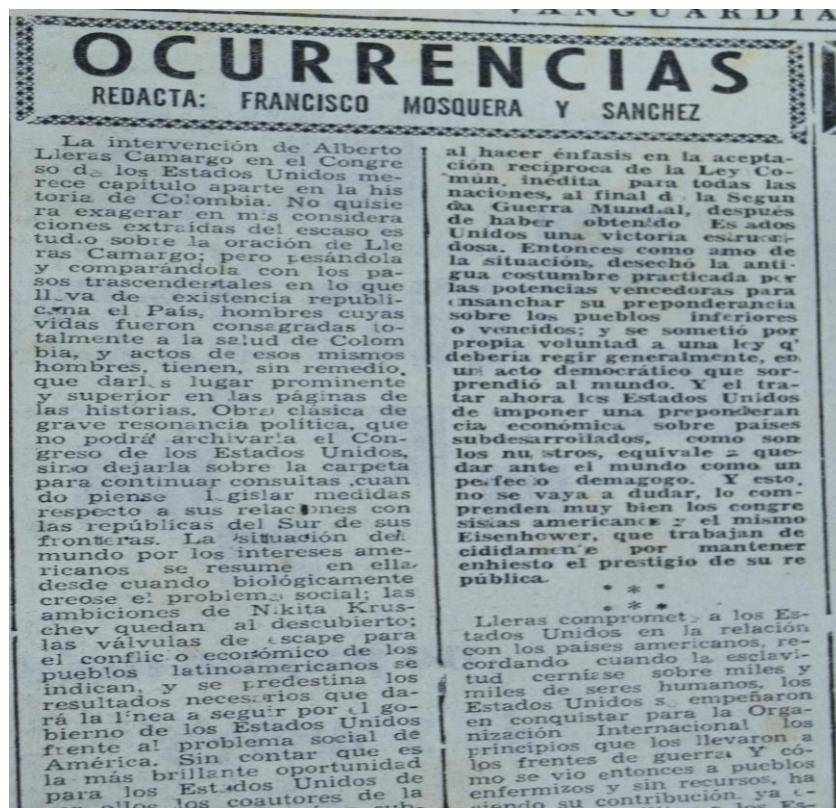 VANGUARDIA
OCURRENCIAS
REDACTA: FRANCISCO MOSQUERA Y SANCHEZ
La intervención de Alberto
Lleras Camargo en el Congre
so de los Estados Unidos me-
rece capítulo aparte en la his
toria de Colombia. No quisie
ra exagerar en mis considera
ciones extraídas del escaso es
tudio sobre la oración de Lle
ras Camargo; pero pesándola
y comparándola con los pa-
sos trascendentales en lo que
lleva de existencia republi-
cana el País, hombres cuyas
vidas fueron consagradas to-
talmente a la salud de Colom
bia, y actos de esos mismos
hombres, tienen, sin remedio,
que darles lugar prominente
y superior en las páginas de
las historias. Obra clásica de
grave resonancia política, que
no podrá archivarla el Con-
greso de los Estados Unidos,
sino dejarla sobre la carpeta
para continuar consultas ,cuan
do piense legislar medidas
respecto a sus relaciones con
las repúblicas del Sur de sus
fronteras. La situación del
mundo por los intereses ame-
ricanos se resume en ella,
desde cuando biológicamente
creose el problema social; las
ambiciones de Nikita Krus-
chev quedan al descubierto;
las válvulas de escape para
el conflicto económico de los
pueblos latinoamericanos se
indican, y se predestina los
resultados necesarios que da-
rá la línea a seguir por el go-
bierno de los Estados Unidos
frente al problema social de
América. Sin contar que es
la más brillante oportunidad
para los Estados Unidos de
ellos los coautores de la
al hacer énfasis en la acepta-
ción recíproca de la Ley Co-
mún, inédita para todas las
naciones, al final de la Segun
da Guerra Mundial, después
de haber obtenido Estados
Unidos una victoria estruen-
dosa. Entonces como amo de
la situación, desechó la anti-
gua costumbre practicada por
las potencias vencedoras para
ensanchar su preponderancia
sobre los pueblos inferiores
o vencidos; y se sometió por
propia voluntad a una ley q'
debería regir generalmente, en
un acto democrático que sor-
prendió al mundo. Y el tra-
tar ahora los Estados Unidos
de imponer una preponderan
cia económica sobre países
subdesarrollados, como son
los nuestros, equivale a que-
dar ante el mundo como un
perfecto demagogo. Y esto,
no se vaya a dudar, lo com-
prenden muy bien los congre
sistas americanos y el mismo
Eisenhower, que trabajan de
cididamente por mantener
enhiesto el prestigio de su re
pública.
* * *
* * *
Lleras compromete a los Es-
tados Unidos en la relación
con los países americanos, re-
cordando cuando la esclavi-
tud cerníase sobre miles y
miles de seres humanos, los
Estados Unidos se empeñaron
en conquistar para la Orga-
nización Internacional los
principios que los llevaron a
los frentes de guerra. Y có-
mo se vio entonces a pueblos
enfermizos y sin recursos, ha
ciendo su contribución, ya